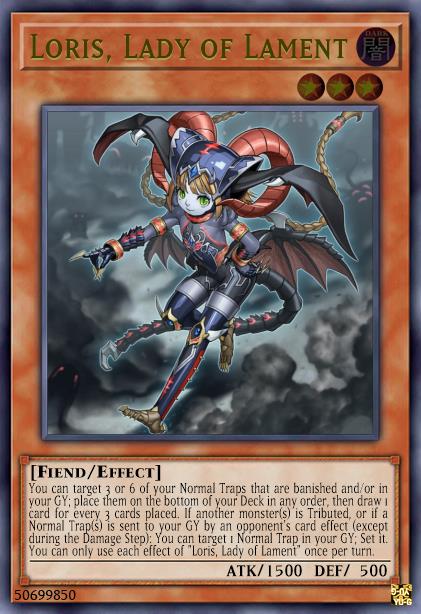 LORIS, LADY OF LAMENT
DARK
闇
[FIEND/EFFECT]
You can target 3 or 6 of your Normal Traps that are banished and/or in
your GY; place them on the bottom of your Deck in any order, then draw 1
card for every 3 cards placed. If another monster(s) is Tributed, or if a
Normal Trap(s) is sent to your GY by an opponent's card effect (except
during the Damage Step): You can target 1 Normal Trap in your GY; Set it.
You can only use each effect of "Loris, Lady of Lament" once per turn.
ATK/1500 DEF/ 500
50699850